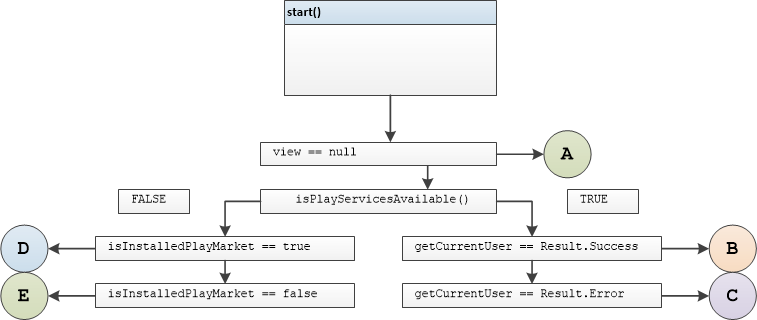 start()
view == null
A
FALSE
isPlayServicesAvailable()
TRUE
D
isInstalledPlayMarket == true
getCurrentUser == Result.Success
B
E
isInstalledPlayMarket == false
getCurrentUser == Result.Error
C